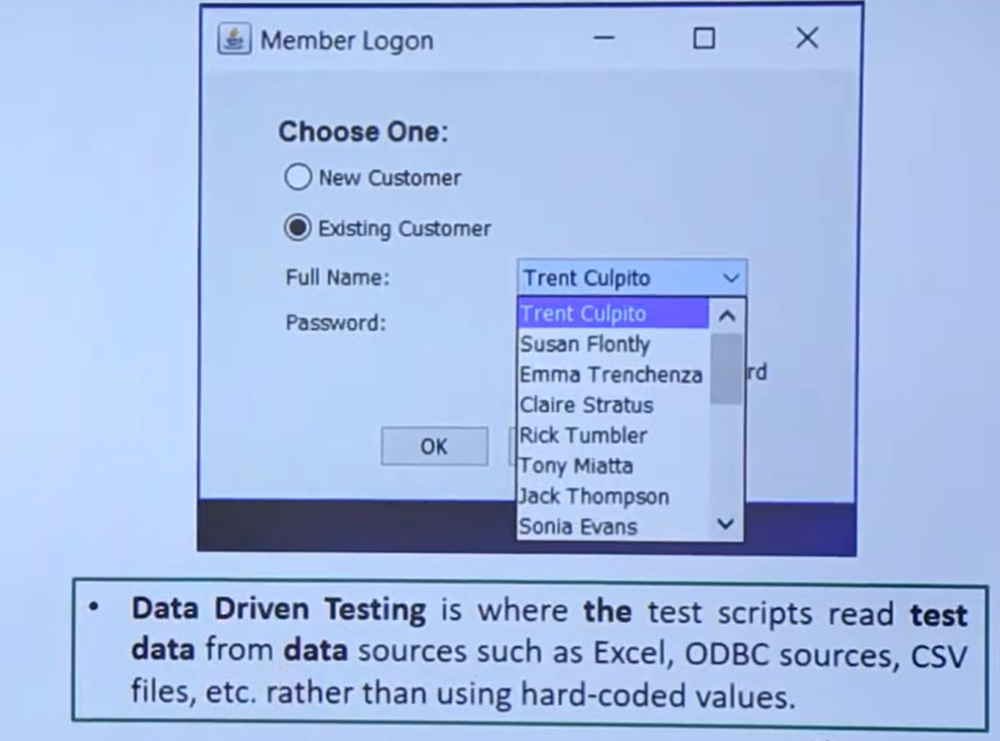 Member Logon
Choose One:
New Customer
Existing Customer
Full Name:
Trent Culpito
Trent Culpito
Password:
Susan Flontly
Emma Trenchenza
rd
Claire Stratus
Rick Tumbler
OK
Tony Miatta
Jack Thompson
Sonia Evans
• Data Driven Testing is where the test scripts read test
data from data sources such as Excel, ODBC sources, CSV
files, etc. rather than using hard-coded values.